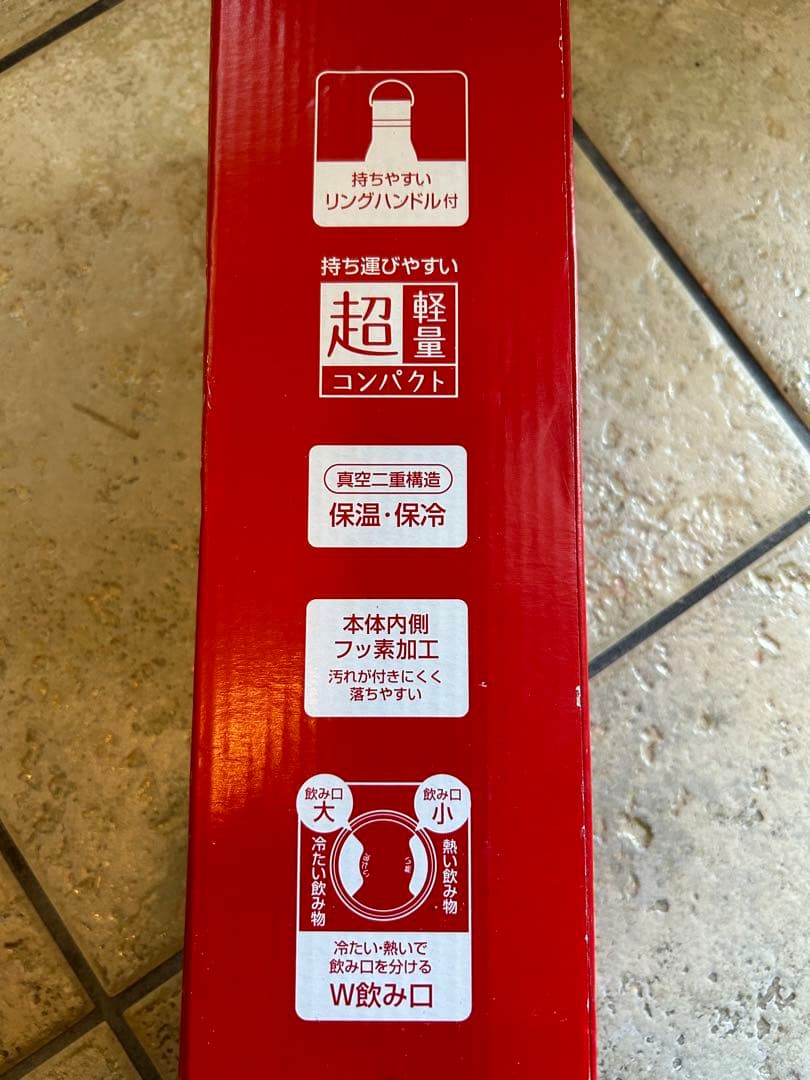 持ちやすい
リングハンドル付
持ち運びやすい
超軽量
コンパクト
真空二重構造
保温・保冷
本体内側
フッ素加工
汚れが付きにくく
落ちやすい
飲み口
大
飲み口
小
冷たい飲み物
熱い飲み物
冷たい・熱いで
飲み口を分ける
W飲み口